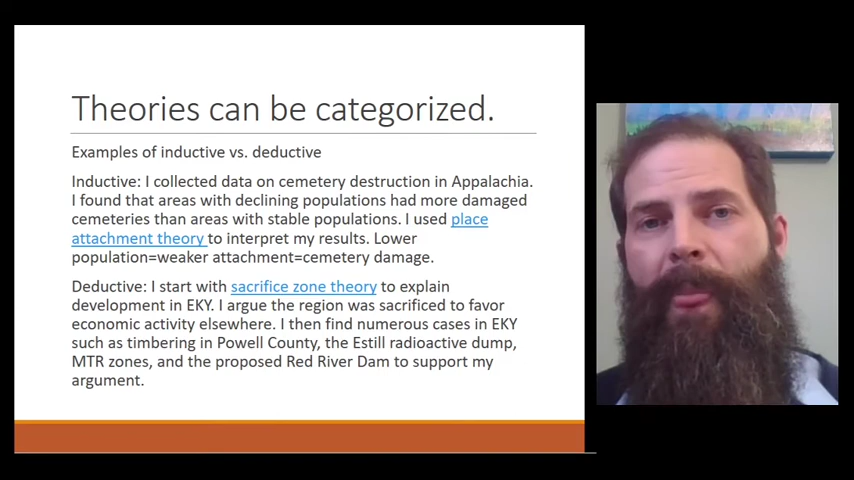 Theories can be categorized.
Examples of inductive vs. deductive
Inductive: I collected data on cemetery destruction in Appalachia.
I found that areas with declining populations had more damaged
cemeteries than areas with stable populations. I used place
attachment theory to interpret my results. Lower
population=weaker attachment=cemetery damage.
Deductive: I start with sacrifice zone theory to explain
development in EKY. I argue the region was sacrificed to favor
economic activity elsewhere. I then find numerous cases in EKY
such as timbering in Powell County, the Estill radioactive dump,
MTR zones, and the proposed Red River Dam to support my
argument.